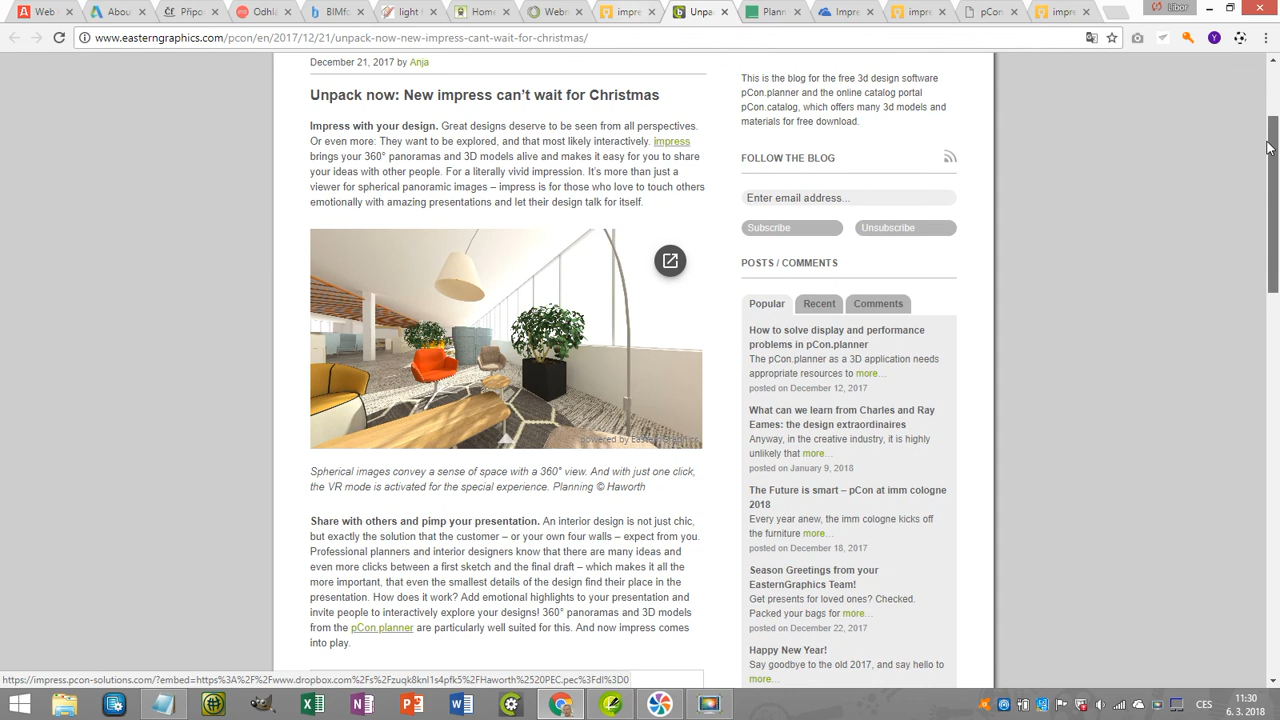 Web
Abou
Přípo
Odhlá
BIMfo
light
Home
Webn
impre
Unpac
Plann
Impre
impre
pCon
impre
Libor
www.easterngraphics.com/pcon/en/2017/12/21/unpack-now-new-impress-cant-wait-for-christmas/
December 21, 2017 by Anja
Unpack now: New impress can't wait for Christmas
Impress with your design. Great designs deserve to be seen from all perspectives.
Or even more: They want to be explored, and that most likely interactively. impress
brings your 360° panoramas and 3D models alive and makes it easy for you to share
your ideas with other people. For a literally vivid impression. It's more than just a
viewer for spherical panoramic images – impress is for those who love to touch others
emotionally with amazing presentations and let their design talk for itself.
powered by EasternGraphics
Spherical images convey a sense of space with a 360° view. And with just one click,
the VR mode is activated for the special experience. Planning © Haworth
Share with others and pimp your presentation. An interior design is not just chic,
but exactly the solution that the customer – or your own four walls – expect from you.
Professional planners and interior designers know that there are many ideas and
even more clicks between a first sketch and the final draft – which makes it all the
more important, that even the smallest details of the design find their place in the
presentation. How does it work? Add emotional highlights to your presentation and
invite people to interactively explore your designs! 360° panoramas and 3D models
from the pCon.planner are particularly well suited for this. And now impress comes
into play.
This is the blog for the free 3d design software
pCon.planner and the online catalog portal
pCon.catalog, which offers many 3d models and
materials for free download.
FOLLOW THE BLOG
Enter email address...
Subscribe
Unsubscribe
POSTS / COMMENTS
Popular
Recent
Comments
How to solve display and performance
problems in pCon.planner
The pCon.planner as a 3D application needs
appropriate resources to more...
posted on December 12, 2017
What can we learn from Charles and Ray
Eames: the design extraordinaires
Anyway, in the creative industry, it is highly
unlikely that more...
posted on January 9, 2018
The Future is smart – pCon at imm cologne
2018
Every year anew, the imm cologne kicks off
the furniture more...
posted on December 18, 2017
Season Greetings from your
EasternGraphics Team!
Get presents for loved ones? Checked.
Packed your bags for more...
posted on December 22, 2017
Happy New Year!
Say goodbye to the old 2017, and say hello to
more...
https://impress.pcon-solutions.com/?embed=https%3A%2F%2Fwww.dropbox.com%2Fs%2Fzuqk8knl1s4pfk5%2FHaworth%2520PEC.pec%3Fdl%3D0
CES
11:30
6. 3. 2018